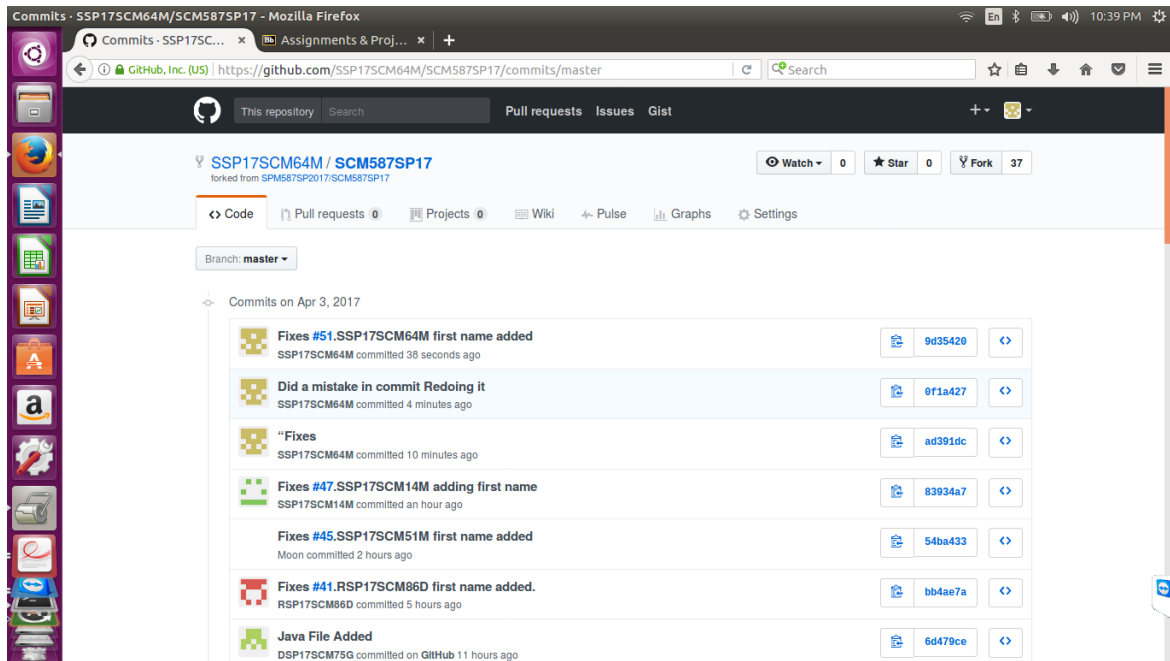 Commits · SSP17SCM64M/SCM587SP17 - Mozilla Firefox
En
10:39 PM
Commits · SSP17SC... ×
Bb Assignments & Proj... ×
+
GitHub, Inc. (US)
https://github.com/SSP17SCM64M/SCM587SP17/commits/master
Search
This repository
Search
Pull requests
Issues
Gist
SSP17SCM64M / SCM587SP17
forked from SPM587SP2017/SCM587SP17
Watch 0
Star 0
Fork 37
Code
Pull requests 0
Projects 0
Wiki
Pulse
Graphs
Settings
Branch: master
Commits on Apr 3, 2017
Fixes #51.SSP17SCM64M first name added
SSP17SCM64M committed 38 seconds ago
9d35420
Did a mistake in commit Redoing it
SSP17SCM64M committed 4 minutes ago
0f1a427
“Fixes
SSP17SCM64M committed 10 minutes ago
ad391dc
Fixes #47.SSP17SCM14M adding first name
SSP17SCM14M committed an hour ago
83934a7
Fixes #45.SSP17SCM51M first name added
Moon committed 2 hours ago
54ba433
Fixes #41.RSP17SCM86D first name added.
RSP17SCM86D committed 5 hours ago
bb4ae7a
Java File Added
DSP17SCM75G committed on GitHub 11 hours ago
6d479ce